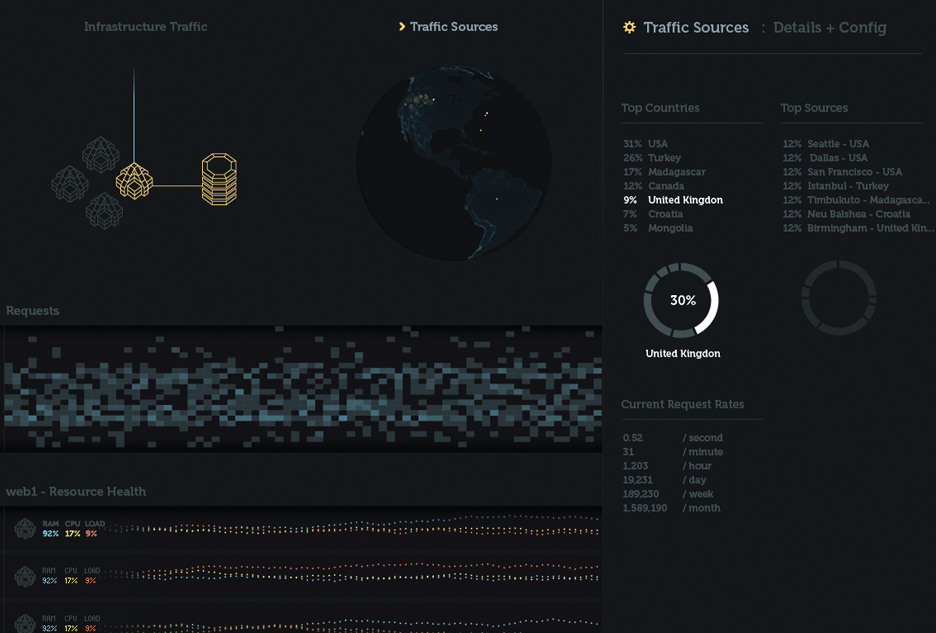 Infrastructure Traffic
Traffic Sources
Traffic Sources : Details + Config
Top Countries
31% USA
26% Turkey
17% Madagascar
12% Canada
9% United Kingdon
7% Croatia
5% Mongolia
Top Sources
12% Seattle - USA
12% Dallas - USA
12% San Francisco - USA
12% Istanbul - Turkey
12% Timbukuto - Madagasca...
12% Neu Balshea - Croatia
12% Birmingham - United Kin...
30%
United Kingdon
Current Request Rates
0.52 / second
31 / minute
1,203 / hour
19,231 / day
189,230 / week
1,589,190 / month
Requests
web1 - Resource Health
RAM CPU LOAD
92% 17% 9%
RAM CPU LOAD
92% 17% 9%
RAM CPU LOAD
92% 17% 9%